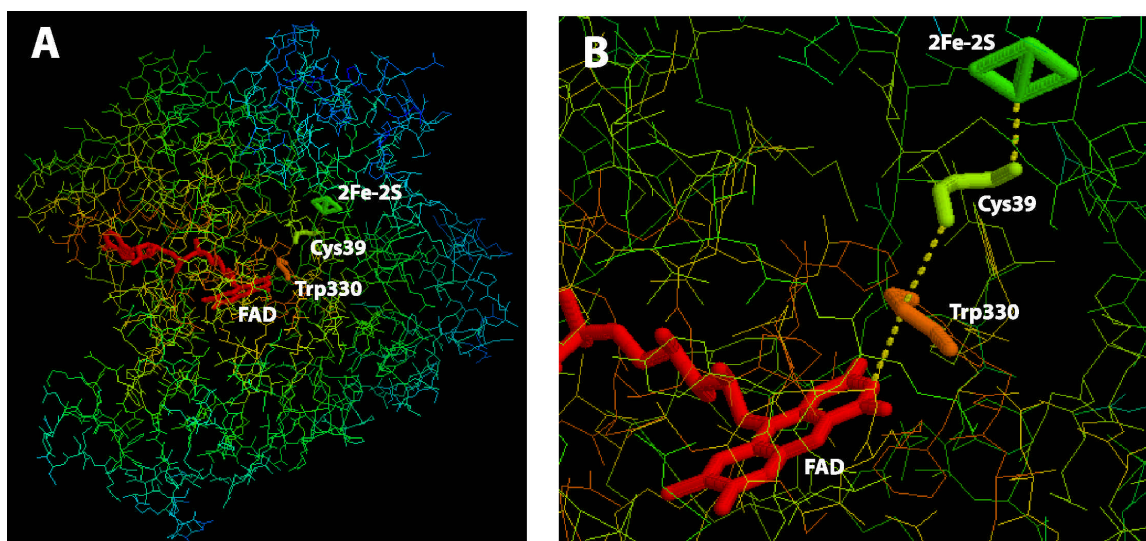 A
2Fe-2S
Cys39
Trp330
FAD
B
2Fe-2S
Cys39
Trp330
FAD